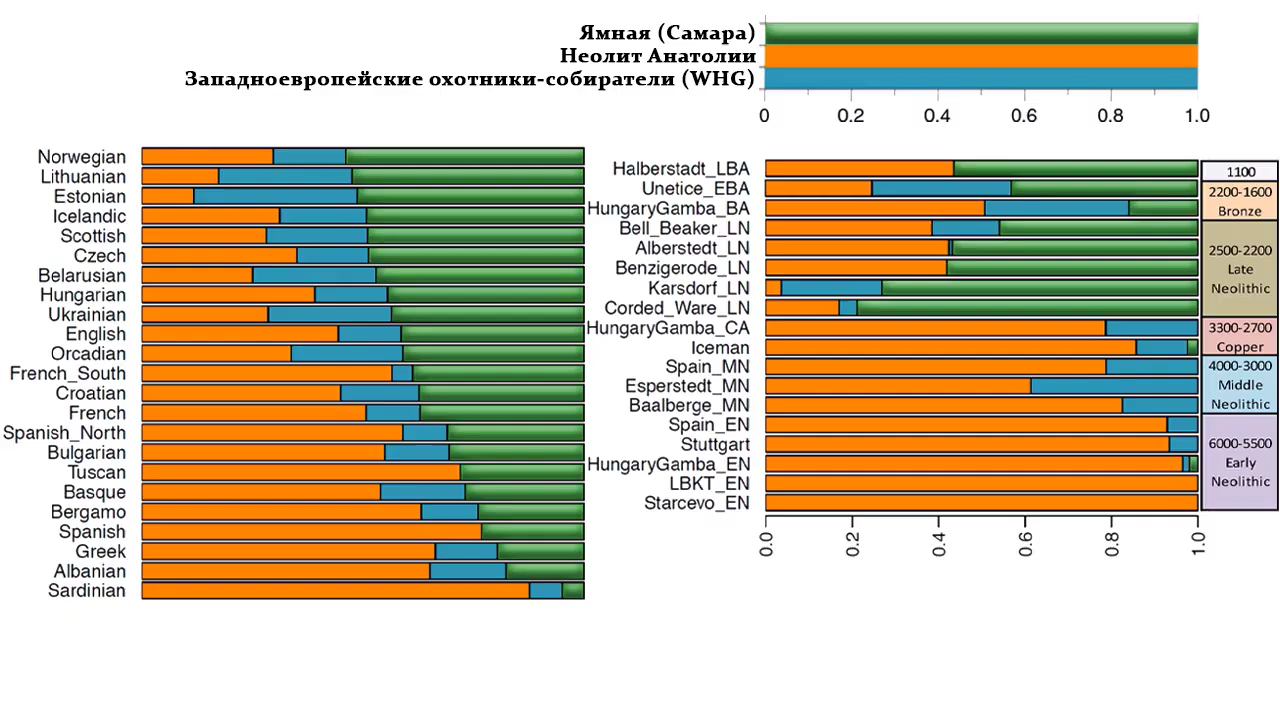 Ямная (Самара)
Неолит Анатолии
Западноевропейские охотники-собиратели (WHG)
0 0.2 0.4 0.6 0.8 1.0
Norwegian
Lithuanian
Estonian
Icelandic
Scottish
Czech
Belarusian
Hungarian
Ukrainian
English
Orcadian
French_South
Croatian
French
Spanish_North
Bulgarian
Tuscan
Basque
Bergamo
Spanish
Greek
Albanian
Sardinian
Halberstadt_LBA
Unetice_EBA
HungaryGamba_BA
Bell_Beaker_LN
Alberstedt_LN
Benzigerode_LN
Karsdorf_LN
Corded_Ware_LN
HungaryGamba_CA
Iceman
Spain_MN
Esperstedt_MN
Baalberge_MN
Spain_EN
Stuttgart
HungaryGamba_EN
LBKT_EN
Starcevo_EN
0.0 0.2 0.4 0.6 0.8 1.0
1100
2200-1600
Bronze
2500-2200
Late
Neolithic
3300-2700
Copper
4000-3000
Middle
Neolithic
6000-5500
Early
Neolithic